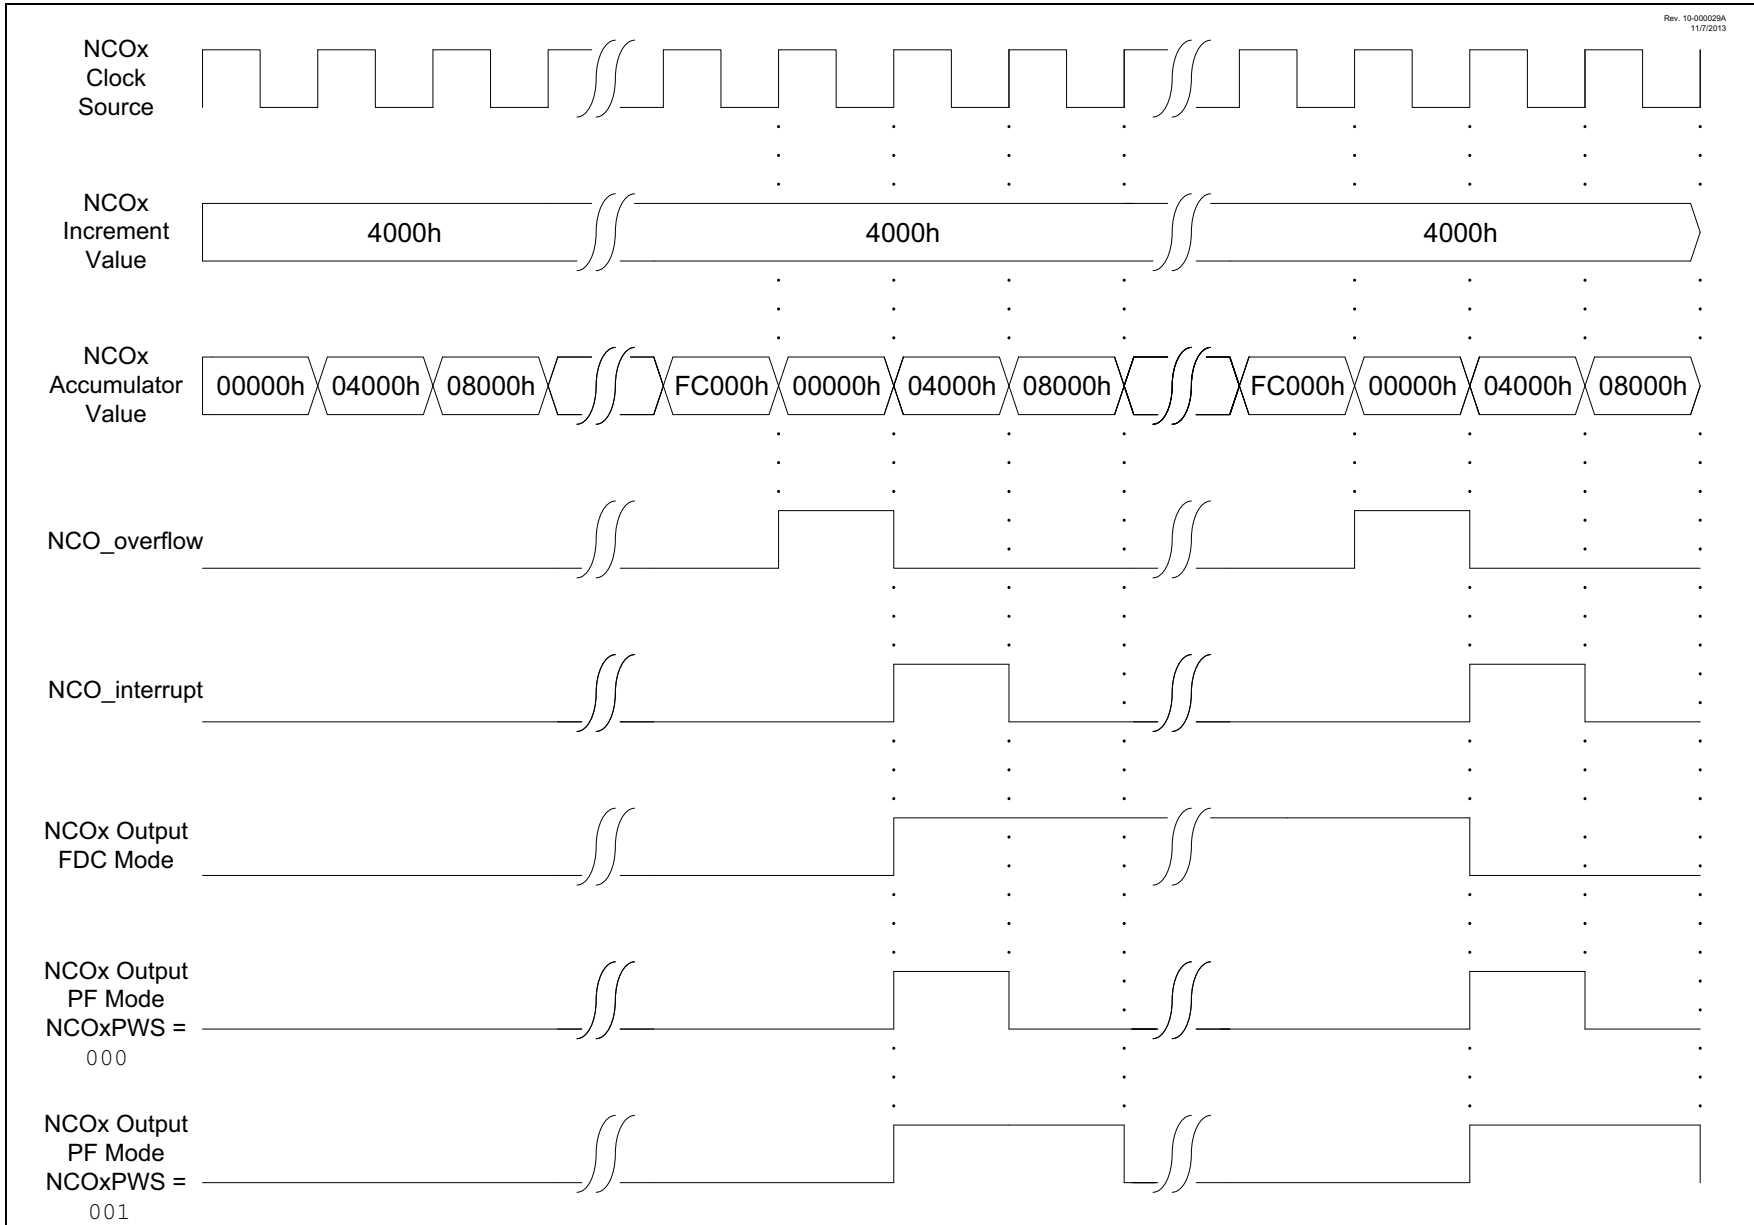 Rev. 10-000029A
11/7/2013
NCOx
Clock
Source
NCOx
Increment
Value
4000h
4000h
4000h
NCOx
Accumulator
Value
00000h
04000h
08000h
FC000h
00000h
04000h
08000h
FC000h
00000h
04000h
08000h
NCO_overflow
NCO_interrupt
NCOx Output
FDC Mode
NCOx Output
PF Mode
NCOxPWS =
000
NCOx Output
PF Mode
NCOxPWS =
001